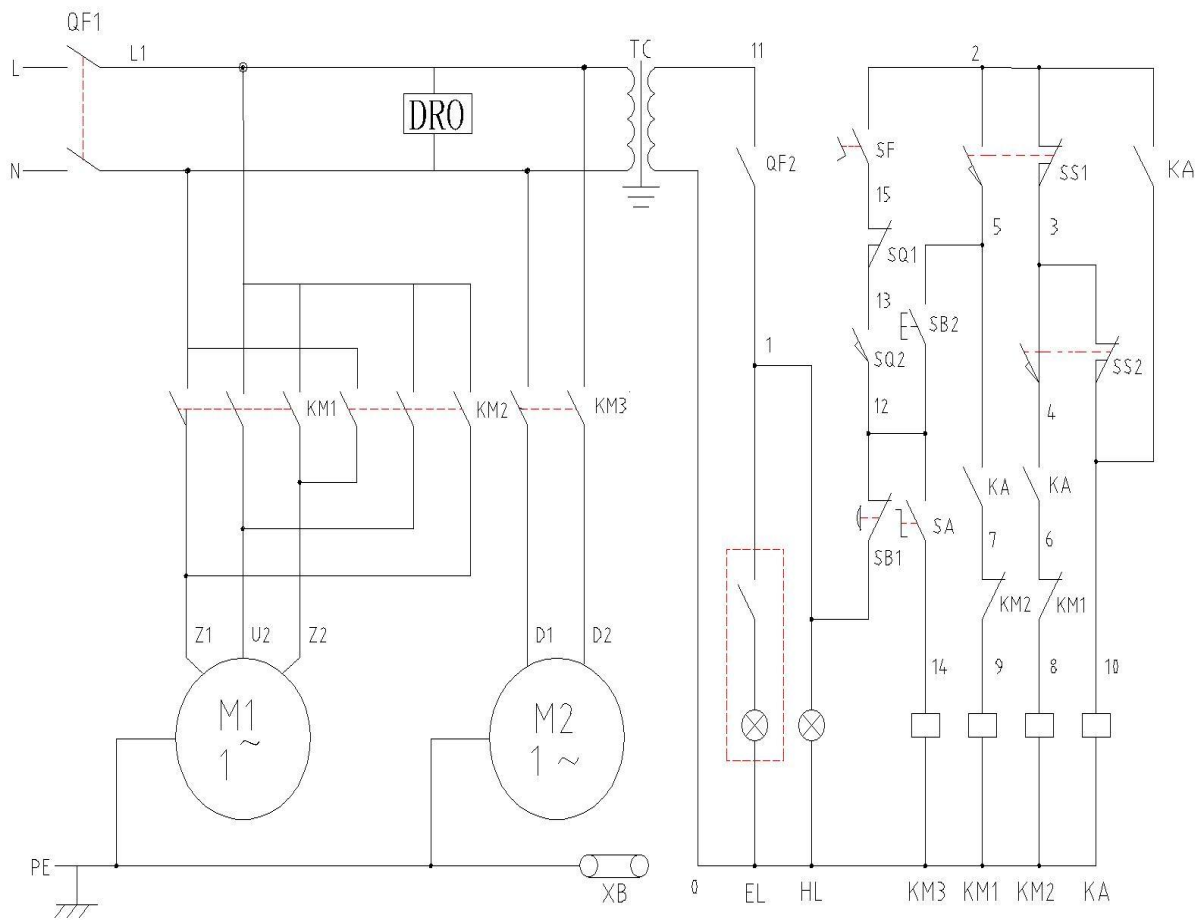 QF1
L
L1
TC
11
2
DRO
N
QF2
SF
SS1
KA
15
5
3
SQ1
13
SB2
1
SQ2
SS2
12
4
KM1
KM2
KM3
KA
KA
SA
SB1
7
6
KM2
KM1
Z1
U2
Z2
D1
D2
14
9
8
10
M1
1~
M2
1~
PE
XB
0
EL
HL
KM3
KM1
KM2
KA